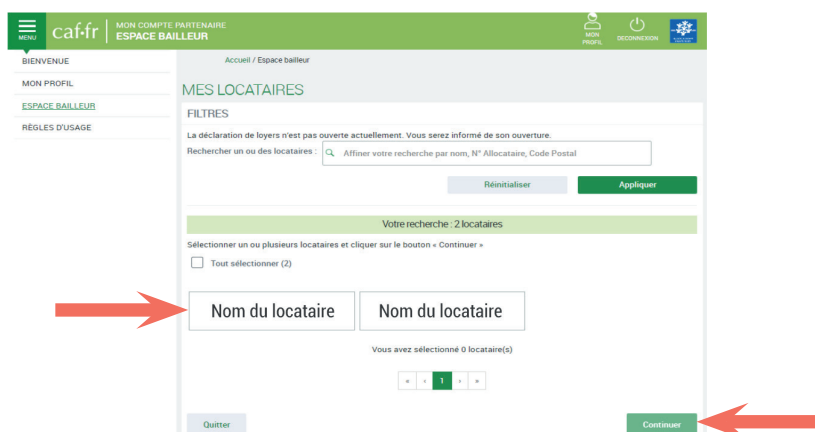 MENU
caf•fr
MON COMPTE PARTENAIRE
ESPACE BAILLEUR
MON PROFIL
DECONNEXION
BIENVENUE
MON PROFIL
ESPACE BAILLEUR
RÈGLES D'USAGE
Accueil / Espace bailleur
MES LOCATAIRES
FILTRES
La déclaration de loyers n'est pas ouverte actuellement. Vous serez informé de son ouverture.
Rechercher un ou des locataires : Affiner votre recherche par nom, N° Allocataire, Code Postal
Réinitialiser Appliquer
Votre recherche : 2 locataires
Sélectionner un ou plusieurs locataires et cliquer sur le bouton « Continuer »
Tout sélectionner (2)
Nom du locataire Nom du locataire
Vous avez sélectionné 0 locataire(s)
« ‹ 1 › »
Quitter Continuer